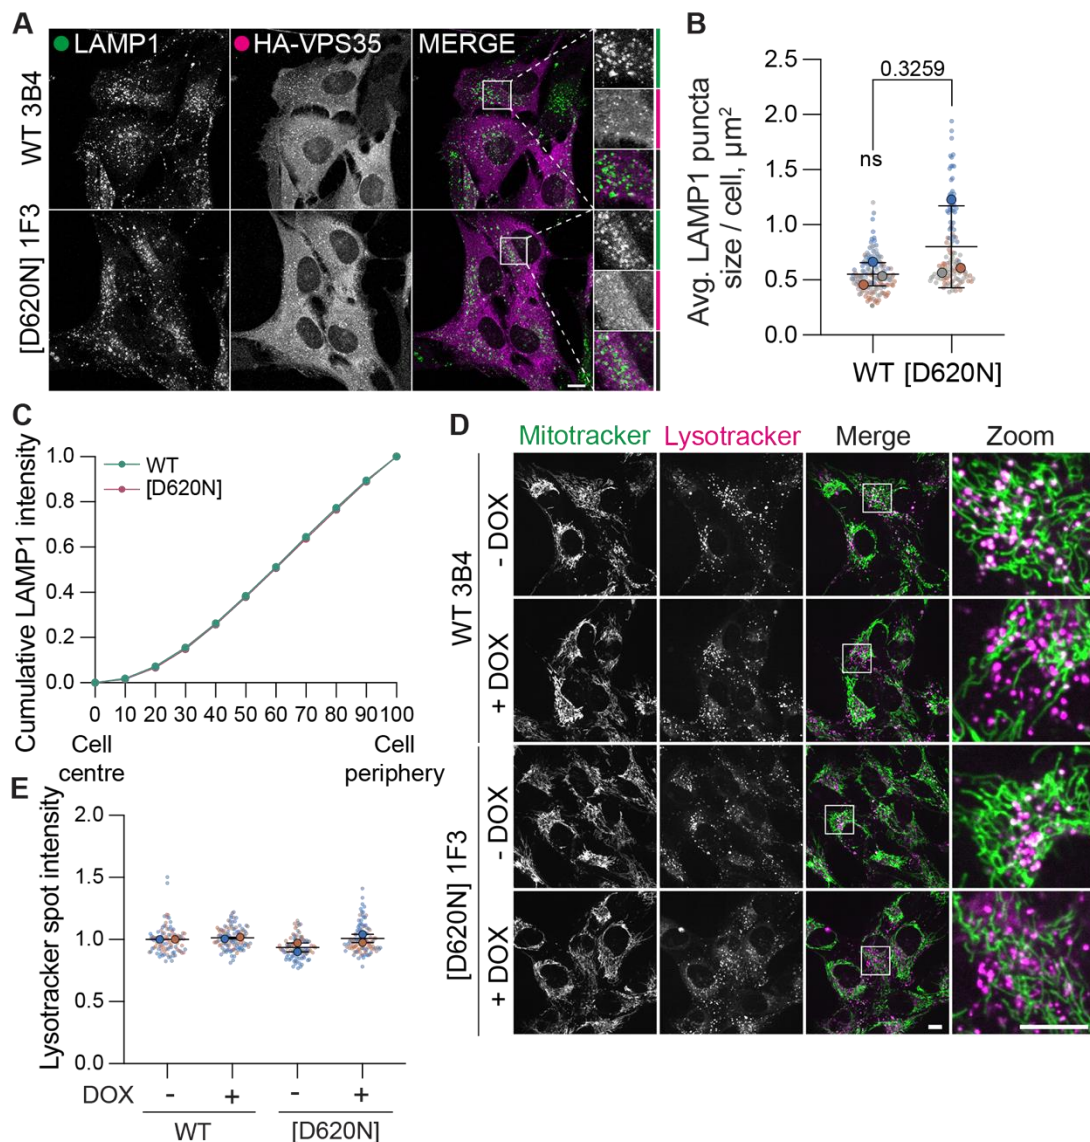 A
LAMP1
HA-VPS35
MERGE
WT 3B4
[D620N] 1F3
B
Avg. LAMP1 puncta
size / cell, µm²
2.5
2.0
1.5
1.0
0.5
0.0
0.3259
ns
WT
[D620N]
C
Cumulative LAMP1 intensity
1.0
0.8
0.6
0.4
0.2
0.0
WT
[D620N]
0 10 20 30 40 50 60 70 80 90 100
Cell
centre
Cell
periphery
D
Mitotracker
Lysotracker
Merge
Zoom
WT 3B4
- DOX
+ DOX
[D620N] 1F3
- DOX
+ DOX
E
Lysotracker spot intensity
2.0
1.5
1.0
0.5
0.0
DOX - + - +
WT
[D620N]